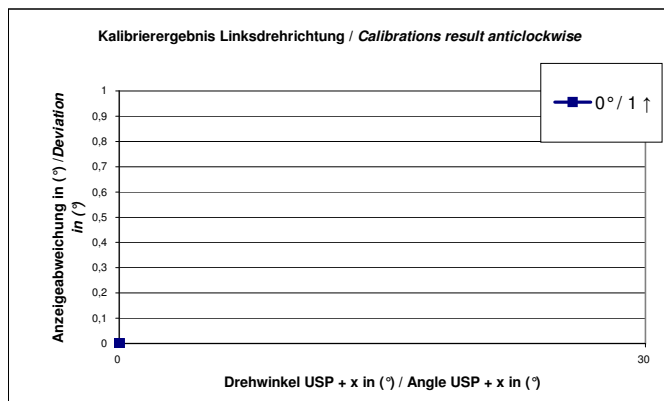 Kalibrierergebnis Linksdrehrichtung / Calibrations result anticlockwise
0° / 1 ↑
Anzeigeabweichung in (°) /Deviation
in (°)
1
0,9
0,8
0,7
0,6
0,5
0,4
0,3
0,2
0,1
0
0
30
Drehwinkel USP + x in (°) / Angle USP + x in (°)